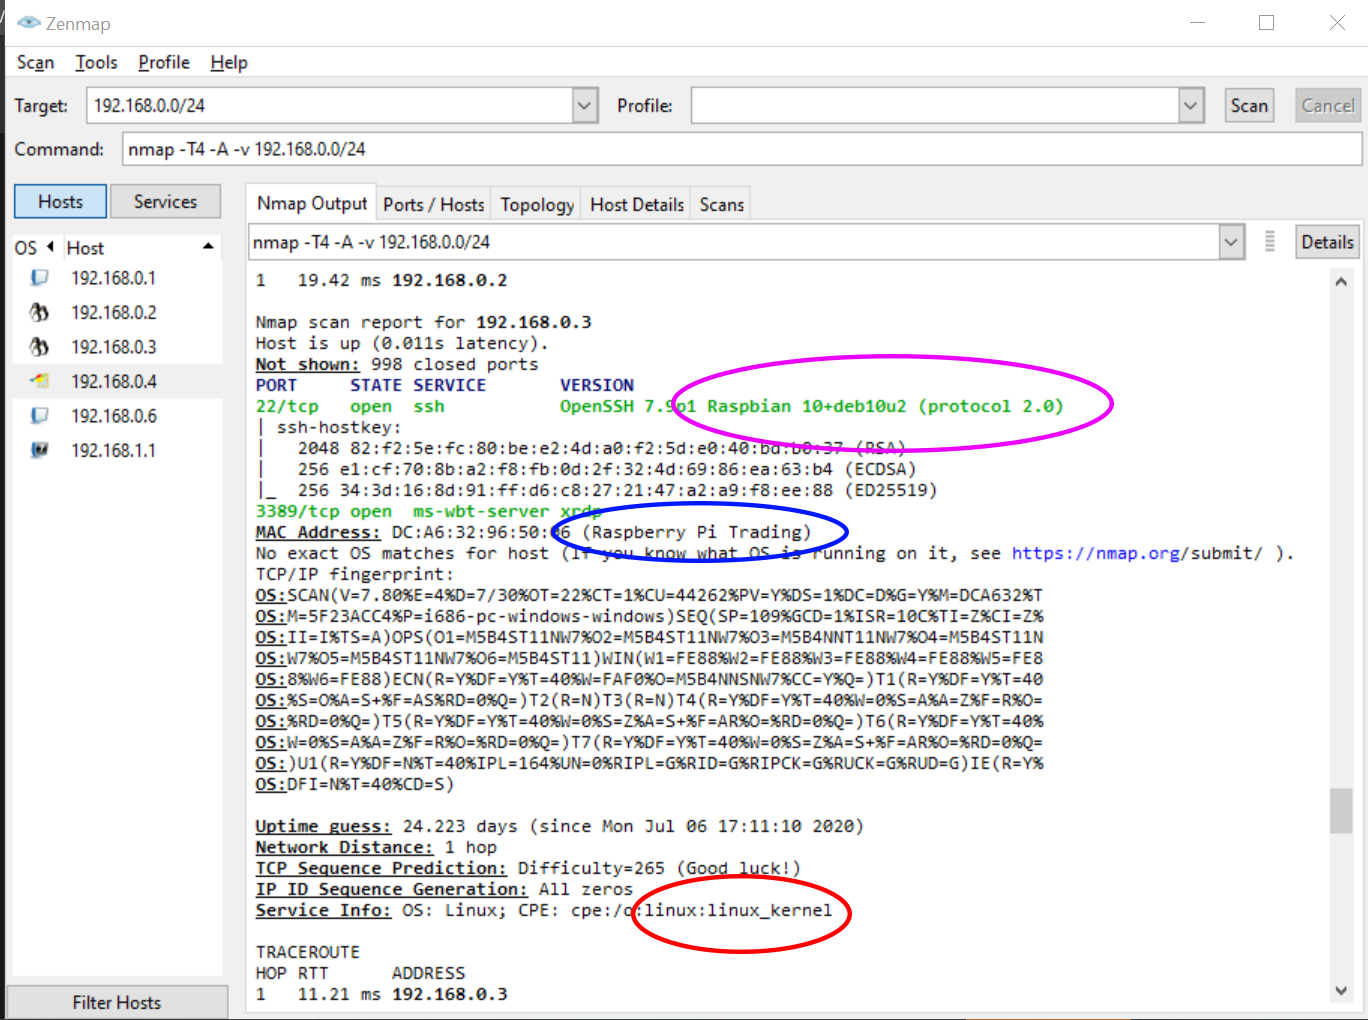 Zenmap
Scan Tools Profile Help
Target: 192.168.0.0/24 Profile: Scan Cancel
Command: nmap -T4 -A -v 192.168.0.0/24
Hosts Services
Nmap Output Ports / Hosts Topology Host Details Scans
OS Host
nmap -T4 -A -v 192.168.0.0/24 Details
192.168.0.1
192.168.0.2
192.168.0.3
192.168.0.4
192.168.0.6
192.168.1.1
Filter Hosts
1 19.42 ms 192.168.0.2
Nmap scan report for 192.168.0.3
Host is up (0.011s latency).
Not shown: 998 closed ports
PORT STATE SERVICE VERSION
22/tcp open ssh OpenSSH 7.9p1 Raspbian 10+deb10u2 (protocol 2.0)
| ssh-hostkey:
| 2048 82:f2:5e:fc:80:be:e2:4d:a0:f2:5d:e0:40:bd:b0:37 (RSA)
| 256 e1:cf:70:8b:a2:f8:fb:0d:2f:32:4d:69:86:ea:63:b4 (ECDSA)
|_ 256 34:3d:16:8d:91:ff:d6:c8:27:21:47:a2:a9:f8:ee:88 (ED25519)
3389/tcp open ms-wbt-server xrdp
MAC Address: (Raspberry Pi Trading)
No exact OS matches for host (If you know what OS is running on it, see https://nmap.org/submit/ ).
TCP/IP fingerprint:
OS:SCAN(V=7.80%E=4%D=7/30%OT=22%CT=1%CU=44262%PV=Y%DS=1%DC=D%G=Y%M=DCA632%T
OS:M=5F23ACC4%P=i686-pc-windows-windows)SEQ(SP=109%GCD=1%ISR=10C%TI=Z%CI=Z%
OS:II=I%TS=A)OPS(O1=M5B4ST11NW7%O2=M5B4ST11NW7%O3=M5B4NNT11NW7%O4=M5B4ST11N
OS:W7%O5=M5B4ST11NW7%O6=M5B4ST11)WIN(W1=FE88%W2=FE88%W3=FE88%W4=FE88%W5=FE8
OS:8%W6=FE88)ECN(R=Y%DF=Y%T=40%W=FAF0%O=M5B4NNSNW7%CC=Y%Q=)T1(R=Y%DF=Y%T=40
OS:%S=O%A=S+%F=AS%RD=0%Q=)T2(R=N)T3(R=N)T4(R=Y%DF=Y%T=40%W=0%S=A%A=Z%F=R%O=
OS:%RD=0%Q=)T5(R=Y%DF=Y%T=40%W=0%S=Z%A=S+%F=AR%O=%RD=0%Q=)T6(R=Y%DF=Y%T=40%
OS:W=0%S=A%A=Z%F=R%O=%RD=0%Q=)T7(R=Y%DF=Y%T=40%W=0%S=Z%A=S+%F=AR%O=%RD=0%Q=
OS:)U1(R=Y%DF=N%T=40%IPL=164%UN=0%RIPL=G%RID=G%RIPCK=G%RUCK=G%RUD=G)IE(R=Y%
OS:DFI=N%T=40%CD=S)
Uptime guess: 24.223 days (since Mon Jul 06 17:11:10 2020)
Network Distance: 1 hop
TCP Sequence Prediction: Difficulty=265 (Good luck!)
IP ID Sequence Generation: All zeros
Service Info: OS: Linux; CPE: cpe:/o:linux:linux_kernel
TRACEROUTE
HOP RTT ADDRESS
1 11.21 ms 192.168.0.3